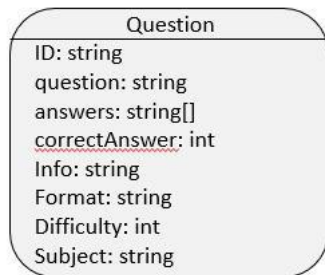 Question
ID: string
question: string
answers: string[]
correctAnswer: int
Info: string
Format: string
Difficulty: int
Subject: string